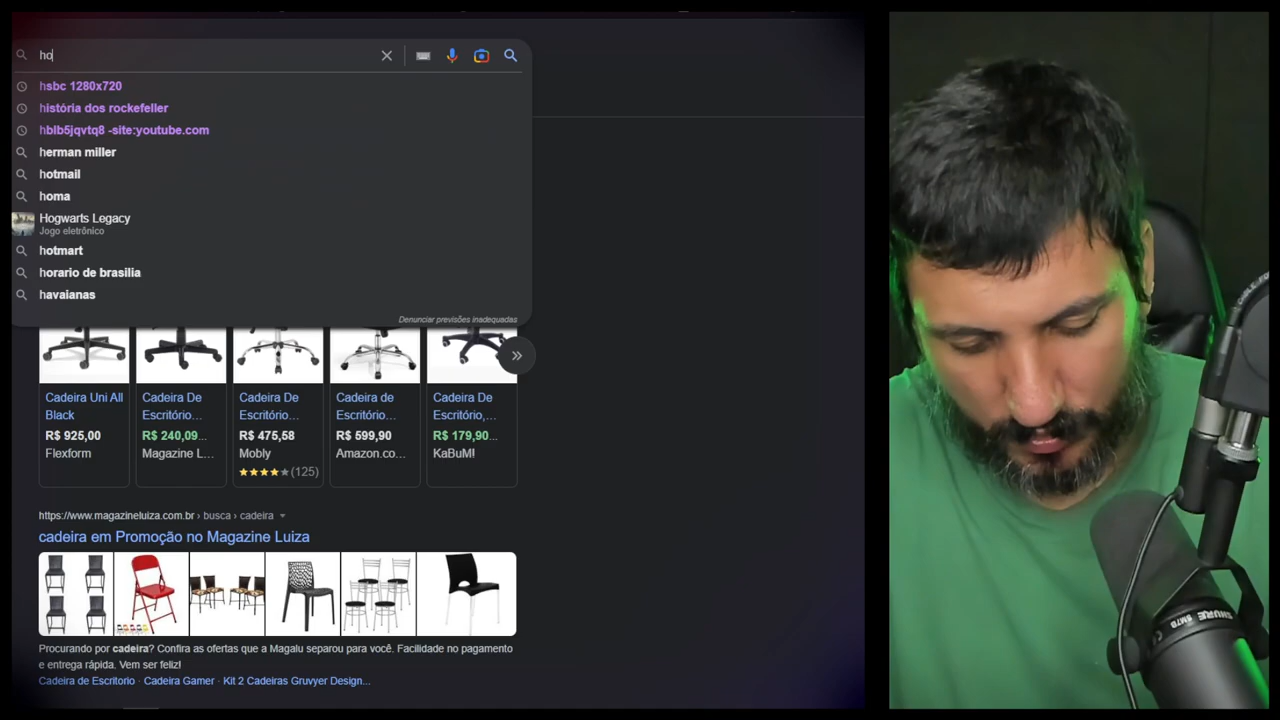 ho
hsbc 1280x720
história dos rockefeller
hblb5jqvtq8 -site:youtube.com
herman miller
hotmail
homa
Hogwarts Legacy
Jogo eletrônico
hotmart
horario de brasilia
havaianas
Denunciar previsões inadequadas
Cadeira Uni All
Black
R$ 925,00
Flexform
Cadeira De
Escritório...
R$ 240,09...
Magazine L...
Cadeira De
Escritório...
R$ 475,58
Mobly
(125)
Cadeira de
Escritório...
R$ 599,90
Amazon.co...
Cadeira De
Escritório,...
R$ 179,90...
KaBuM!
https://www.magazineluiza.com.br › busca › cadeira
cadeira em Promoção no Magazine Luiza
Procurando por cadeira? Confira as ofertas que a Magalu separou para você. Facilidade no pagamento
e entrega rápida. Vem ser feliz!
Cadeira de Escritorio · Cadeira Gamer · Kit 2 Cadeiras Gruvyer Design...
SHURE
SM7B